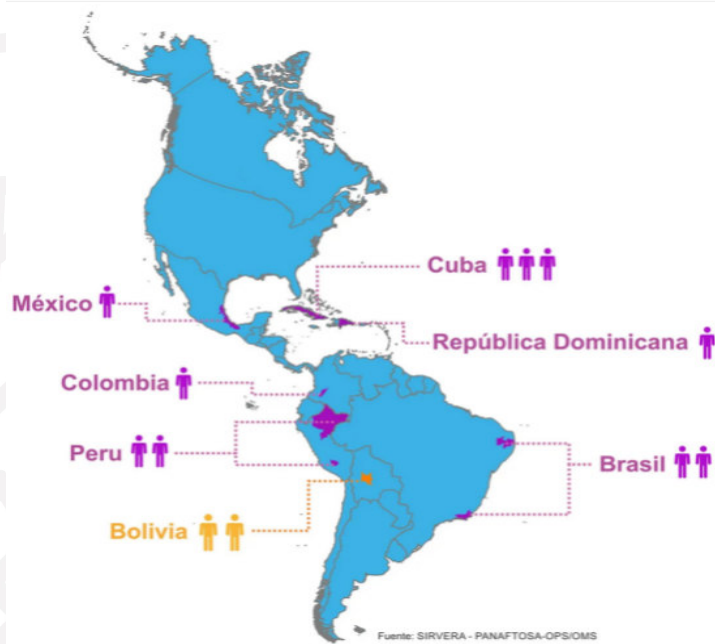 Cuba
México
República Dominicana
Colombia
Peru
Brasil
Bolivia
Fuente: SIRVERA - PANAFTOSA-OPS/OMS